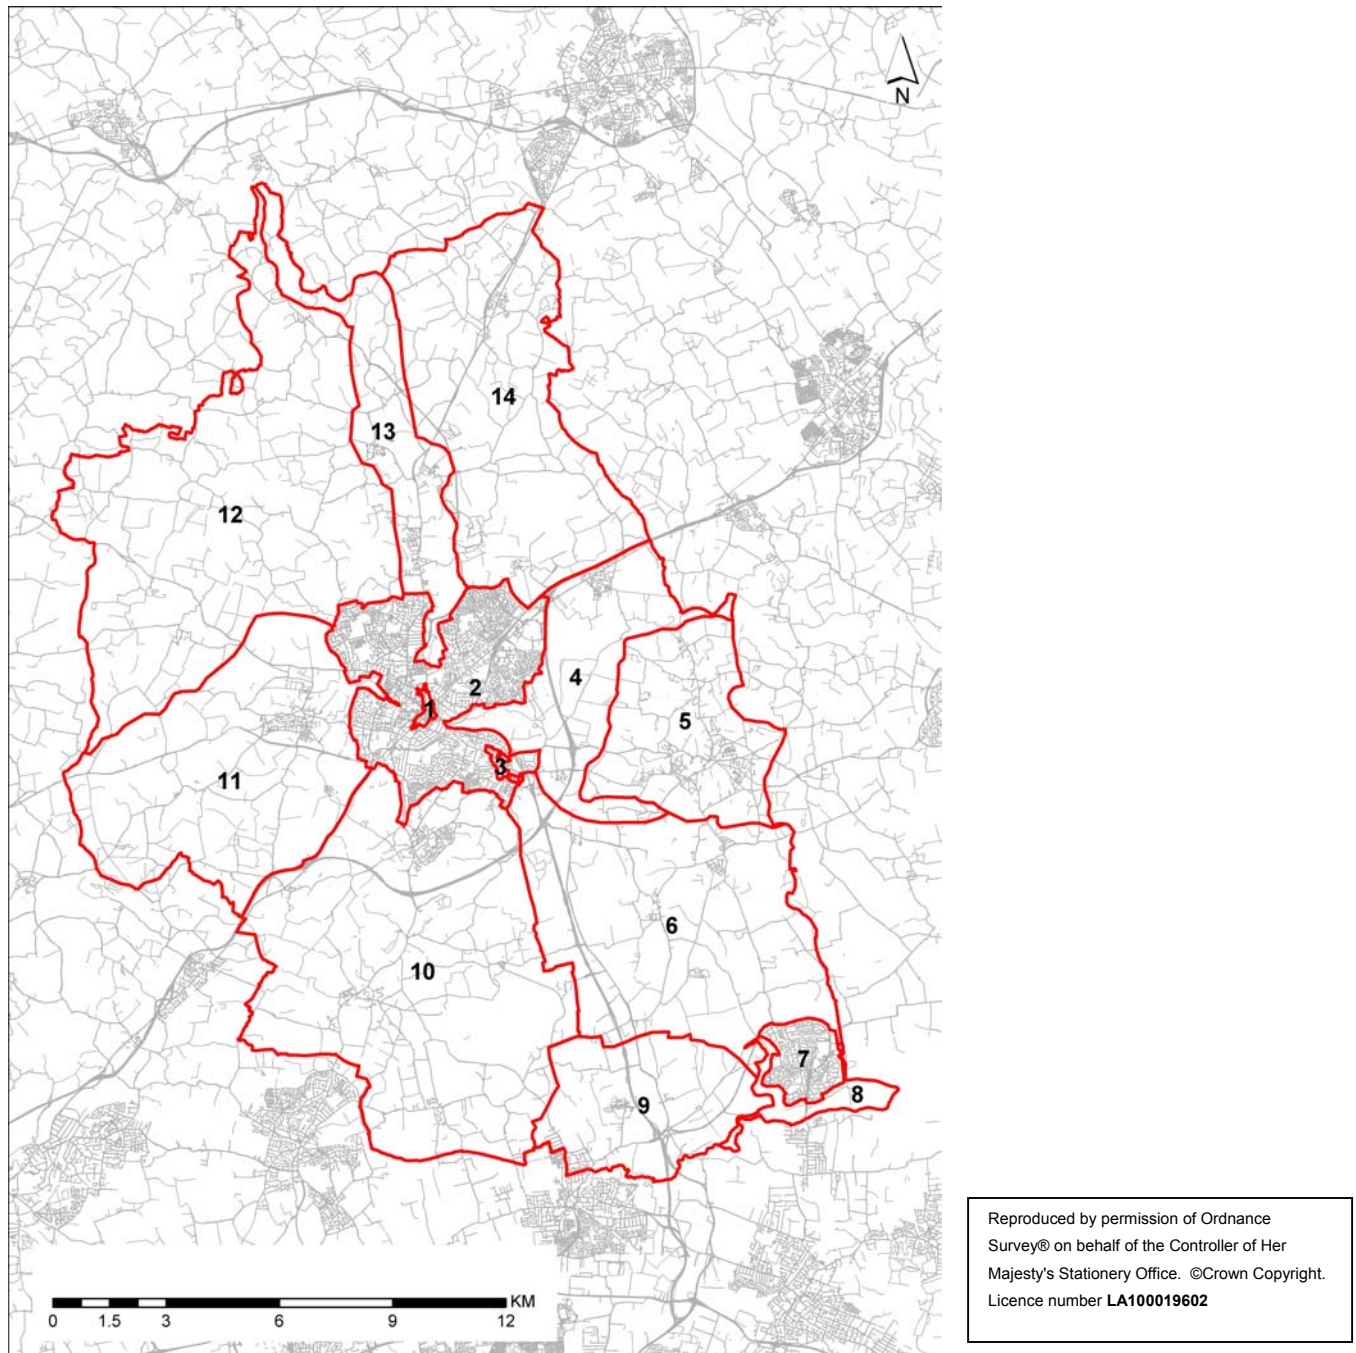 N
14
13
12
4
2
1
5
3
11
6
10
7
8
9
KM
0 1.5 3 6 9 12
Reproduced by permission of Ordnance
Survey® on behalf of the Controller of Her
Majesty's Stationery Office. ©Crown Copyright.
Licence number LA100019602